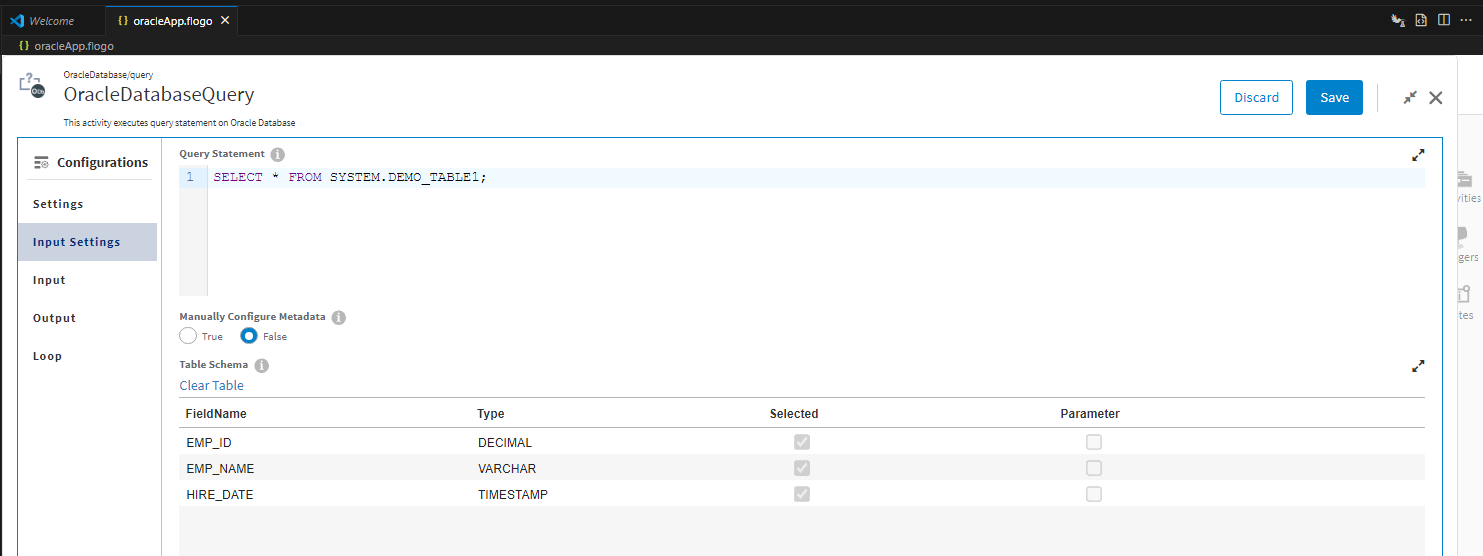 Welcome
{} oracleApp.flogo ×
{} oracleApp.flogo
OracleDatabase/query
OracleDatabaseQuery
This activity executes query statement on Oracle Database
Discard
Save
Configurations
Settings
Input Settings
Input
Output
Loop
Query Statement
1 SELECT * FROM SYSTEM.DEMO_TABLE1;
Manually Configure Metadata
True False
Table Schema
Clear Table
FieldName Type Selected Parameter
EMP_ID DECIMAL
EMP_NAME VARCHAR
HIRE_DATE TIMESTAMP
vities
gers
tes